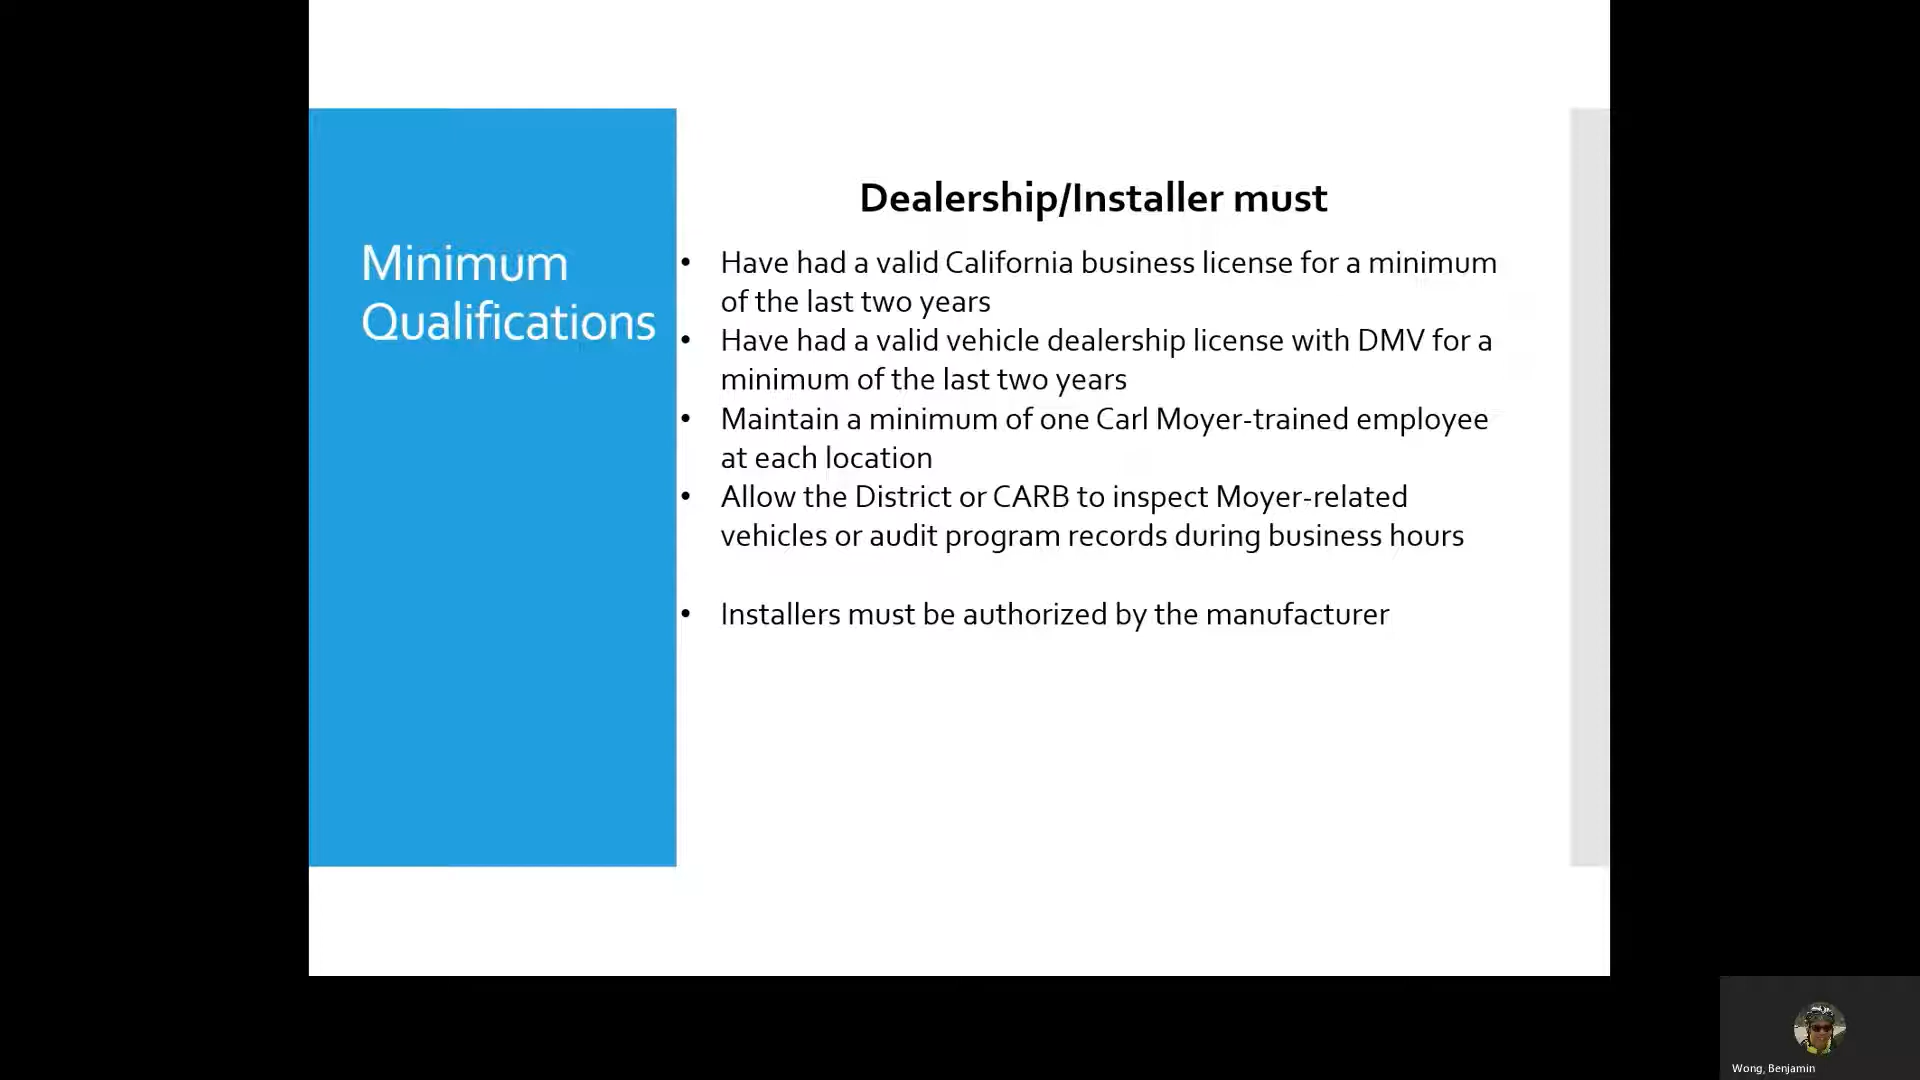 Minimum
Qualifications
Dealership/Installer must
• Have had a valid California business license for a minimum
of the last two years
• Have had a valid vehicle dealership license with DMV for a
minimum of the last two years
• Maintain a minimum of one Carl Moyer-trained employee
at each location
• Allow the District or CARB to inspect Moyer-related
vehicles or audit program records during business hours
• Installers must be authorized by the manufacturer
Wong, Benjamin